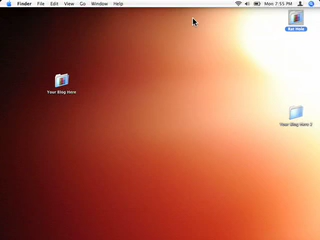 Finder File Edit View Go Window Help Mon 7:55 PM
Your Blog Here
Your Blog Here 2